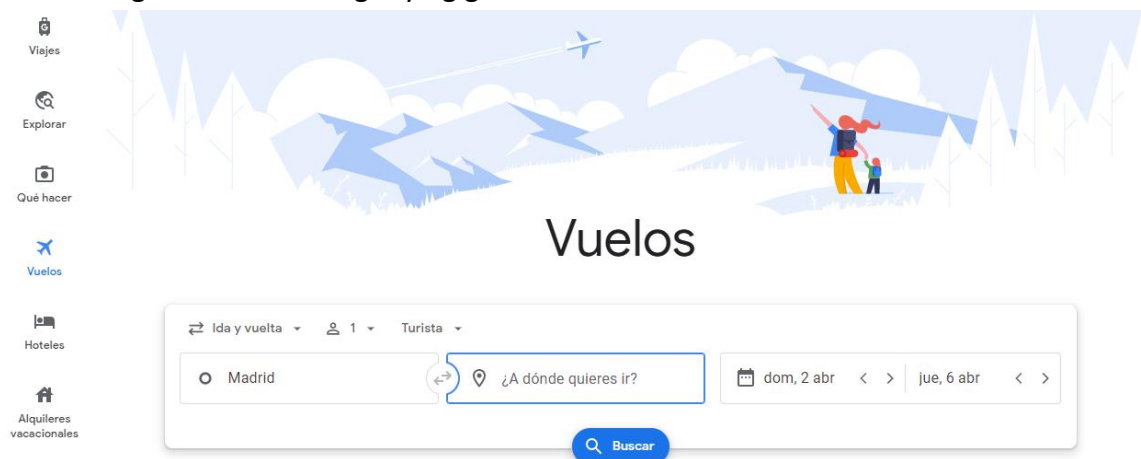 Viajes
Explorar
Qué hacer
Vuelos
Hoteles
Alquileres
vacacionales
Vuelos
Ida y vuelta 1 Turista
Madrid ¿A dónde quieres ir? dom, 2 abr < > jue, 6 abr < >
Buscar